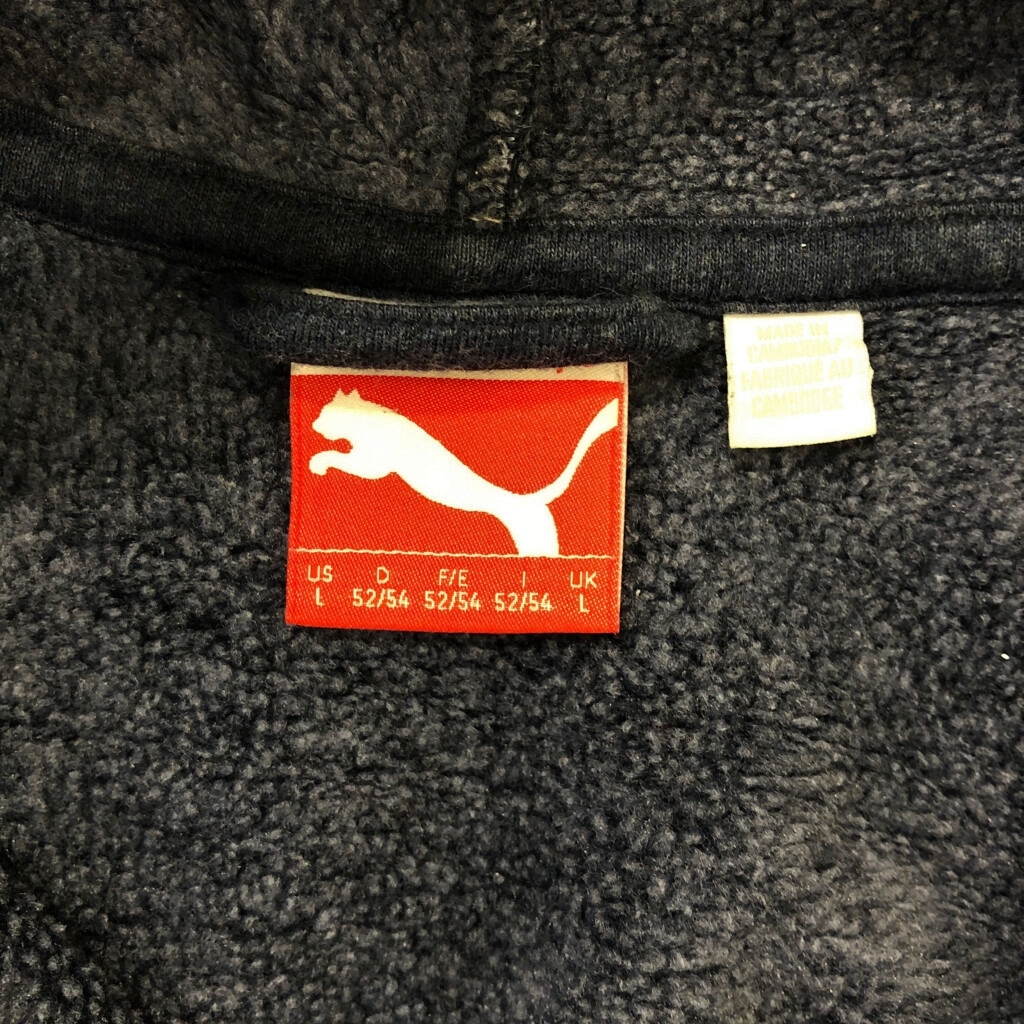 US D F/E I UK
L 52/54 52/54 52/54 L
MADE IN
CAMBODIA/
FABRIQUÉ AU
CAMBODGE